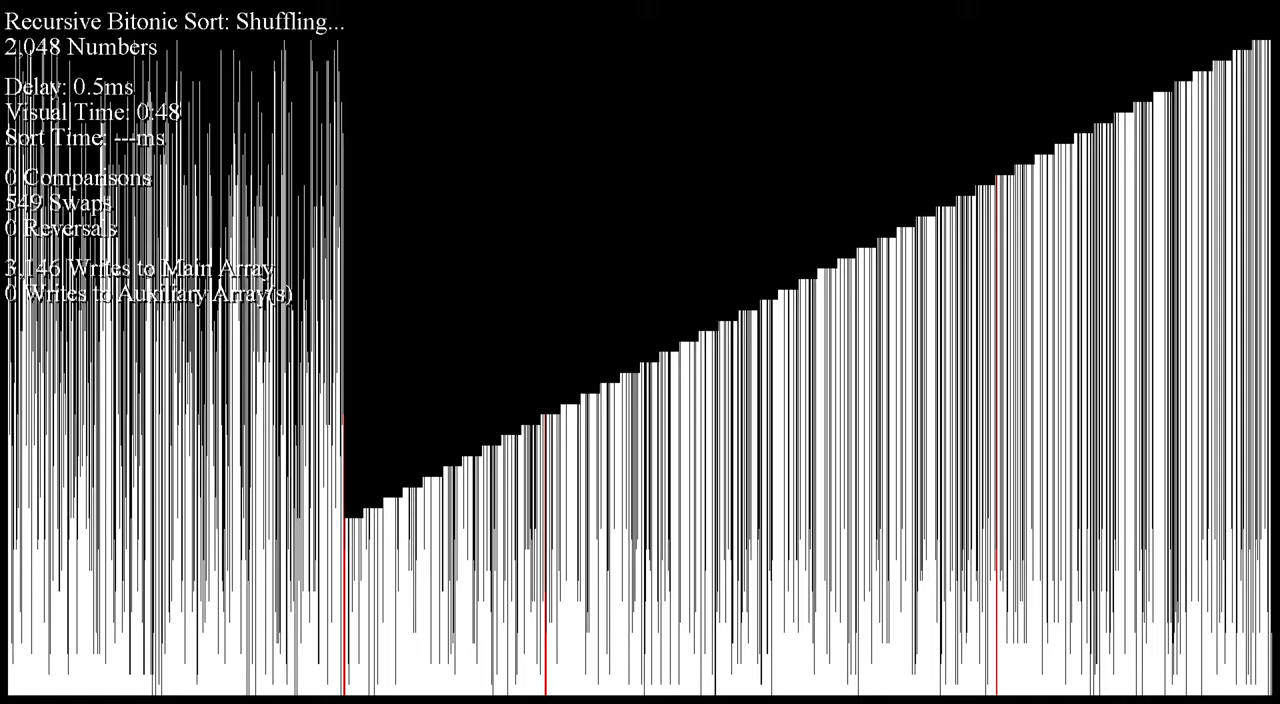 Recursive Bitonic Sort: Shuffling...
2,048 Numbers
Delay: 0.5ms
Visual Time: 0:48
Sort Time: ---ms
0 Comparisons
549 Swaps
0 Reversals
3,146 Writes to Main Array
0 Writes to Auxiliary Array(s)